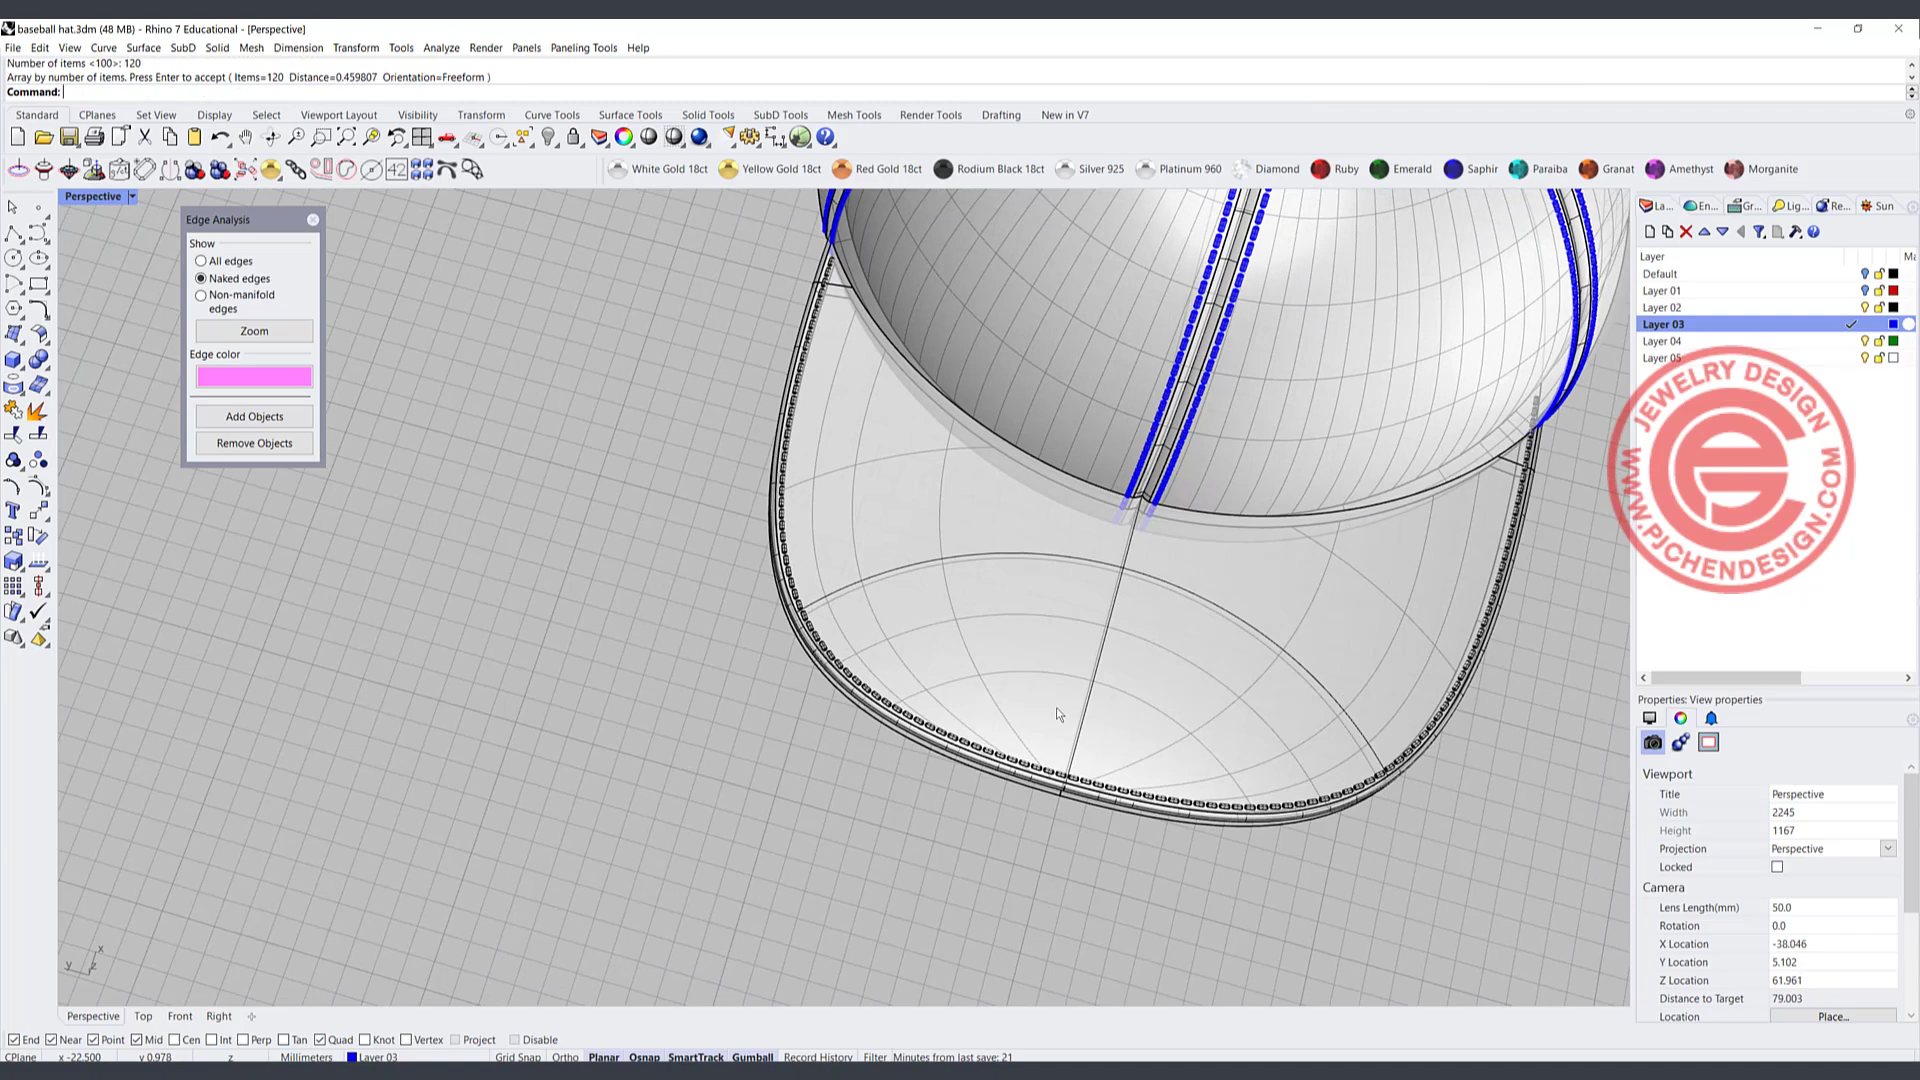 baseball hat.3dm (48 MB) - Rhino 7 Educational - [Perspective]
File Edit View Curve Surface SubD Solid Mesh Dimension Transform Tools Analyze Render Panels Paneling Tools Help
Number of items <100>: 120
Array by number of items. Press Enter to accept ( Items=120 Distance=0.459807 Orientation=Freeform )
Command:
Standard CPlanes Set View Display Select Viewport Layout Visibility Transform Curve Tools Surface Tools Solid Tools SubD Tools Mesh Tools Render Tools Drafting New in V7
42 White Gold 18ct Yellow Gold 18ct Red Gold 18ct Rodium Black 18ct Silver 925 Platinum 960 Diamond Ruby Emerald Saphir Paraiba Granat Amethyst Morganite
Perspective
La... En... Gr... Lig... Re... Sun
Edge Analysis
Show
All edges
Naked edges
Non-manifold
edges
Zoom
Edge color
Add Objects
Remove Objects
Layer Ma
Default
Layer 01
Layer 02
Layer 03
Layer 04
Layer 05
JEWELRY DESIGN
WWW.PJCHENDESIGN.COM
Properties: View properties
Viewport
Title Perspective
Width 2245
Height 1167
Projection Perspective
Locked
Camera
Lens Length(mm) 50.0
Rotation 0.0
X Location -38.046
Y Location 5.102
Z Location 61.961
Distance to Target 79.003
Location Place...
x
y
z
Perspective Top Front Right
End Near Point Mid Cen Int Perp Tan Quad Knot Vertex Project Disable
CPlane x -22.500 y 0.978 z Millimeters Layer 03 Grid Snap Ortho Planar Osnap SmartTrack Gumball Record History Filter Minutes from last save: 21